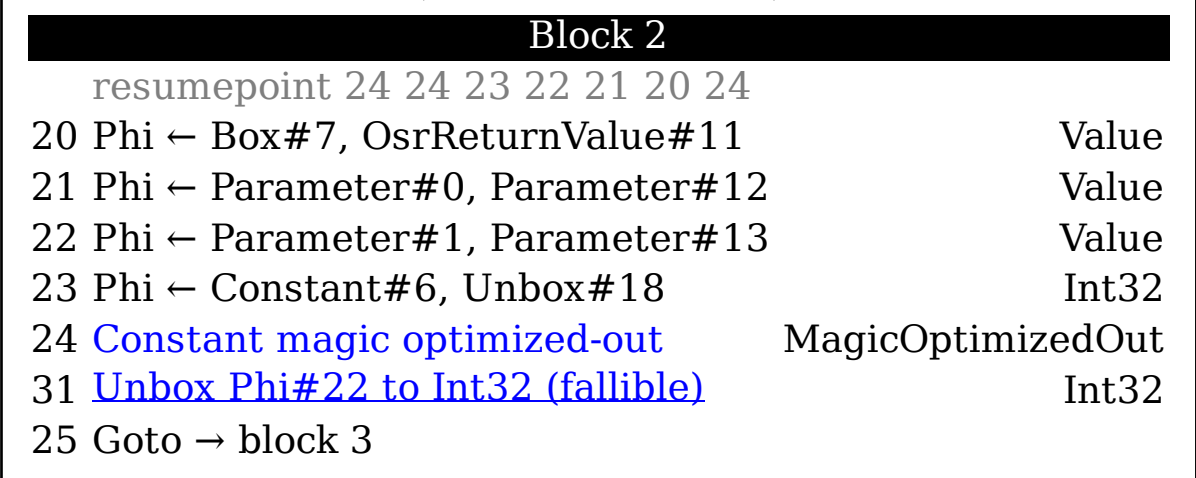 Block 2
resumepoint 24 24 23 22 21 20 24
20 Phi ← Box#7, OsrReturnValue#11 Value
21 Phi ← Parameter#0, Parameter#12 Value
22 Phi ← Parameter#1, Parameter#13 Value
23 Phi ← Constant#6, Unbox#18 Int32
24 Constant magic optimized-out MagicOptimizedOut
31 Unbox Phi#22 to Int32 (fallible) Int32
25 Goto → block 3